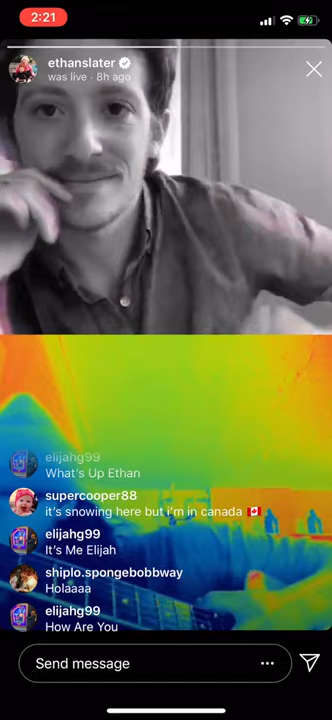 2:21
ethanslater
was live · 8h ago
elijahg99
What's Up Ethan
supercooper88
it's snowing here but i'm in canada 🇨🇦
elijahg99
It's Me Elijah
shiplo.spongebobbway
Holaaaa
elijahg99
How Are You
Send message